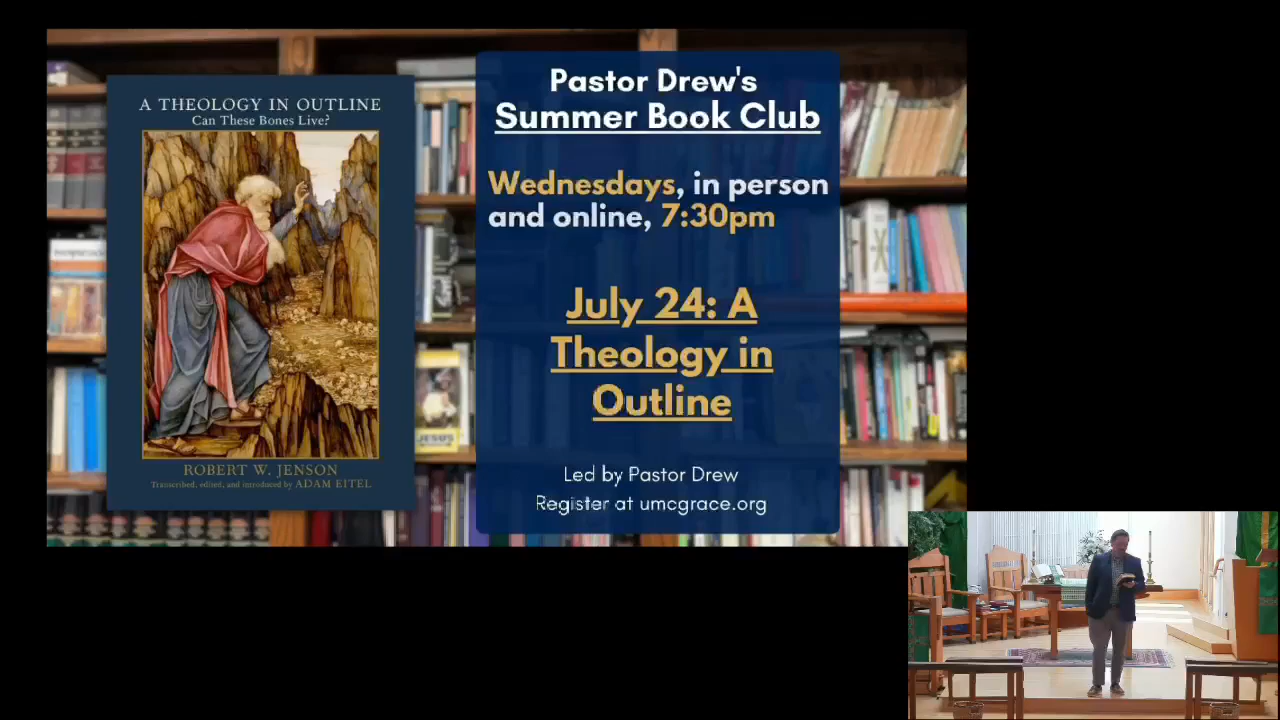 A THEOLOGY IN OUTLINE
Can These Bones Live?
ROBERT W. JENSON
Transcribed, edited, and introduced by ADAM EITEL
Pastor Drew's
Summer Book Club
Wednesdays, in person
and online, 7:30pm
July 24: A
Theology in
Outline
Led by Pastor Drew
Register at umcgrace.org
JESUS